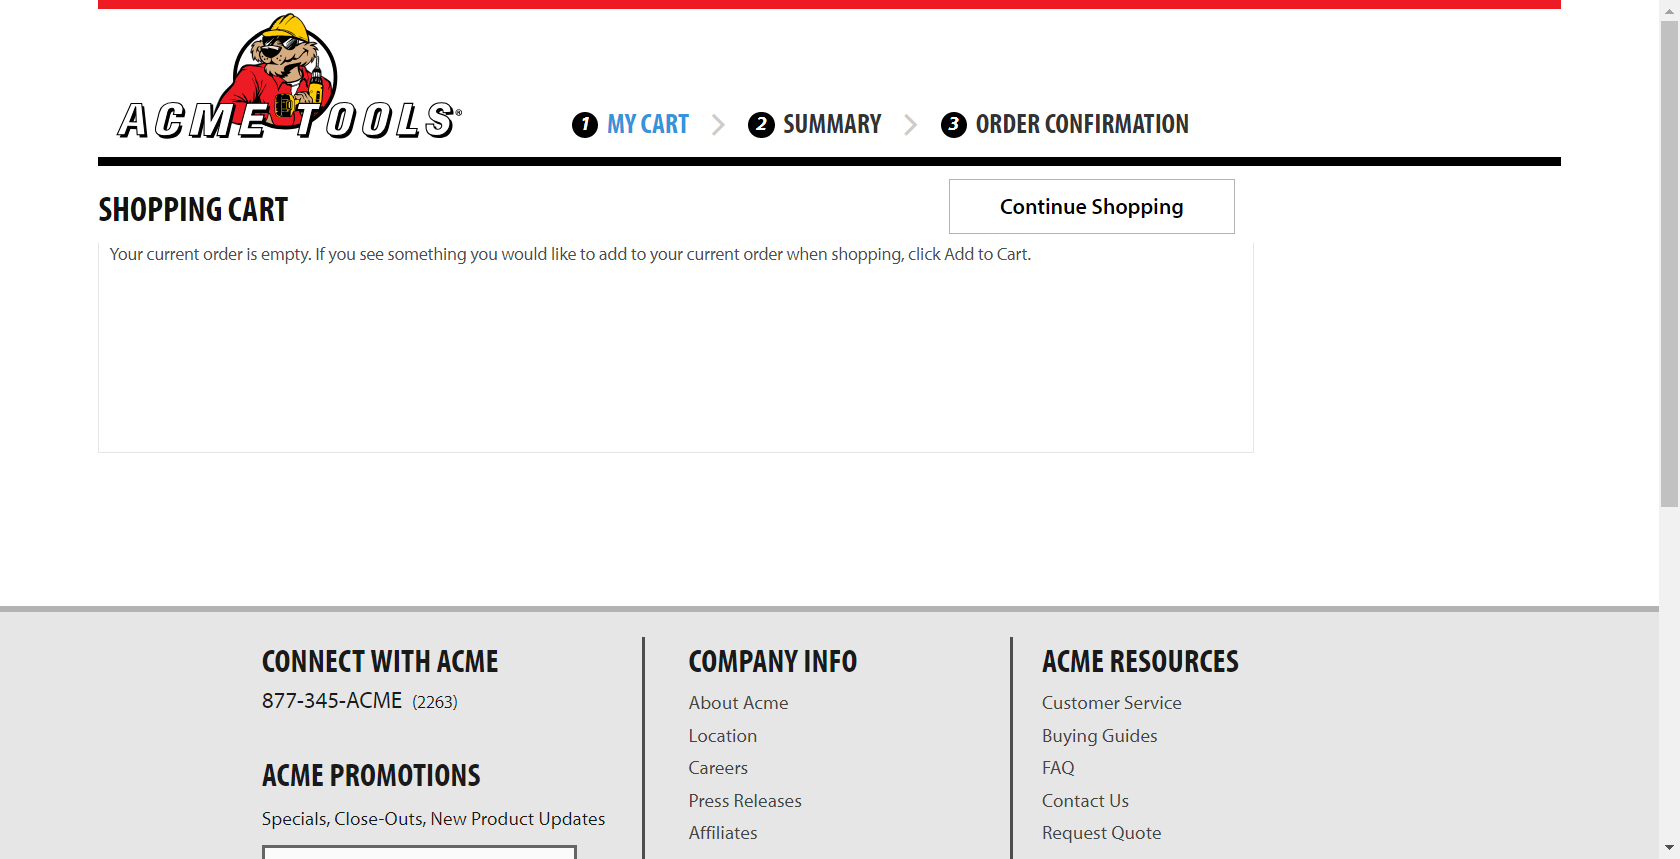 ACME TOOLS®
1 MY CART 2 SUMMARY 3 ORDER CONFIRMATION
SHOPPING CART
Continue Shopping
Your current order is empty. If you see something you would like to add to your current order when shopping, click Add to Cart.
CONNECT WITH ACME
877-345-ACME (2263)
ACME PROMOTIONS
Specials, Close-Outs, New Product Updates
COMPANY INFO
About Acme
Location
Careers
Press Releases
Affiliates
ACME RESOURCES
Customer Service
Buying Guides
FAQ
Contact Us
Request Quote